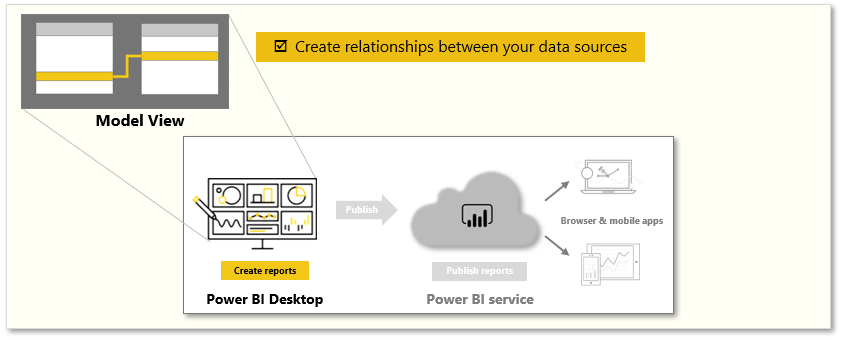 Create relationships between your data sources
Model View
Publish
Browser & mobile apps
Create reports
Publish reports
Power BI Desktop
Power BI service